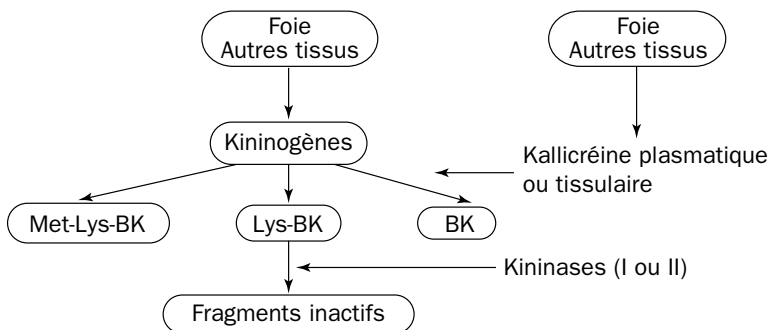 Foie
Autres tissus
Foie
Autres tissus
Kininogènes
Kallicréine plasmatique
ou tissulaire
Met-Lys-BK
Lys-BK
BK
Kininases (I ou II)
Fragments inactifs